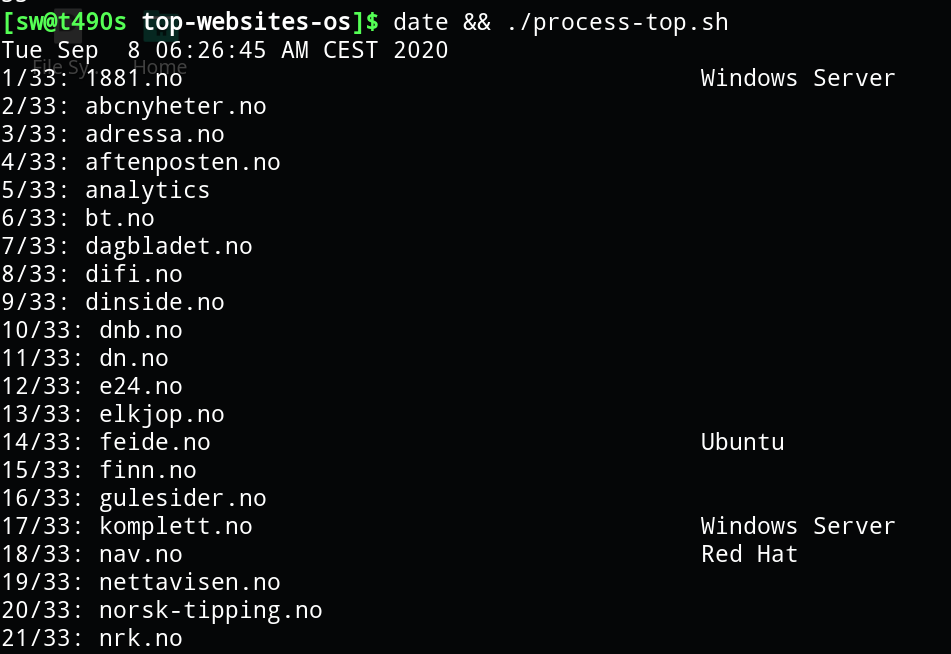 [sw@t490s top-websites-os]$ date && ./process-top.sh
Tue Sep  8 06:26:45 AM CEST 2020
File Sy... Home
1/33: 1881.no Windows Server
2/33: abcnyheter.no
3/33: adressa.no
4/33: aftenposten.no
5/33: analytics
6/33: bt.no
7/33: dagbladet.no
8/33: difi.no
9/33: dinside.no
10/33: dnb.no
11/33: dn.no
12/33: e24.no
13/33: elkjop.no
14/33: feide.no Ubuntu
15/33: finn.no
16/33: gulesider.no
17/33: komplett.no Windows Server
18/33: nav.no Red Hat
19/33: nettavisen.no
20/33: norsk-tipping.no
21/33: nrk.no